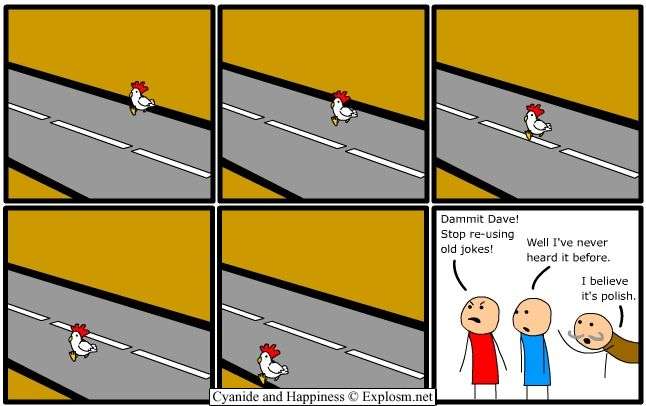 Dammit Dave!
Stop re-using
old jokes!
Well I've never
heard it before.
I believe
it's polish.
Cyanide and Happiness © Explosm.net